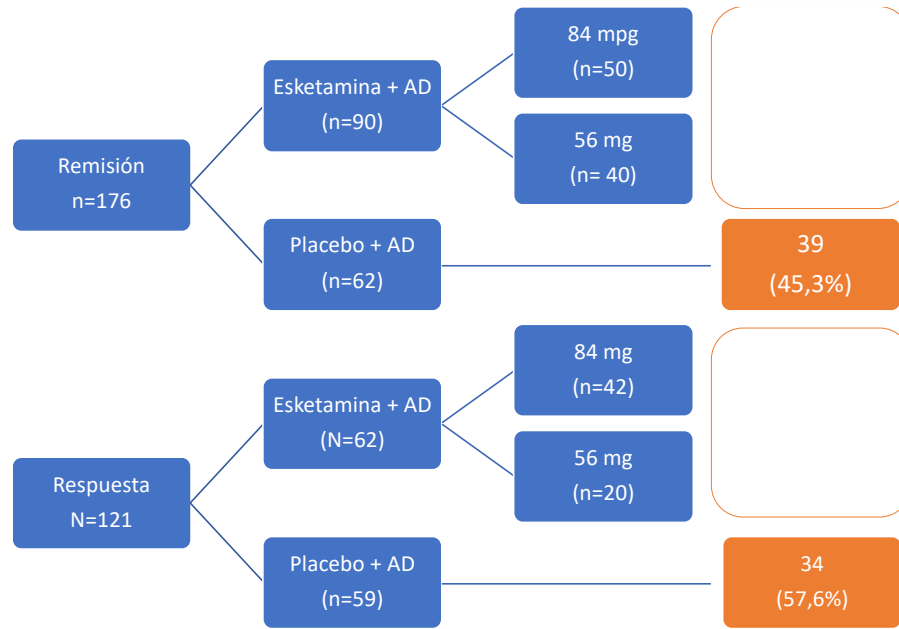 Remisión
n=176
Esketamina + AD
(n=90)
84 mpg
(n=50)
56 mg
(n= 40)
Placebo + AD
(n=62)
39
(45,3%)
Respuesta
N=121
Esketamina + AD
(N=62)
84 mg
(n=42)
56 mg
(n=20)
Placebo + AD
(n=59)
34
(57,6%)